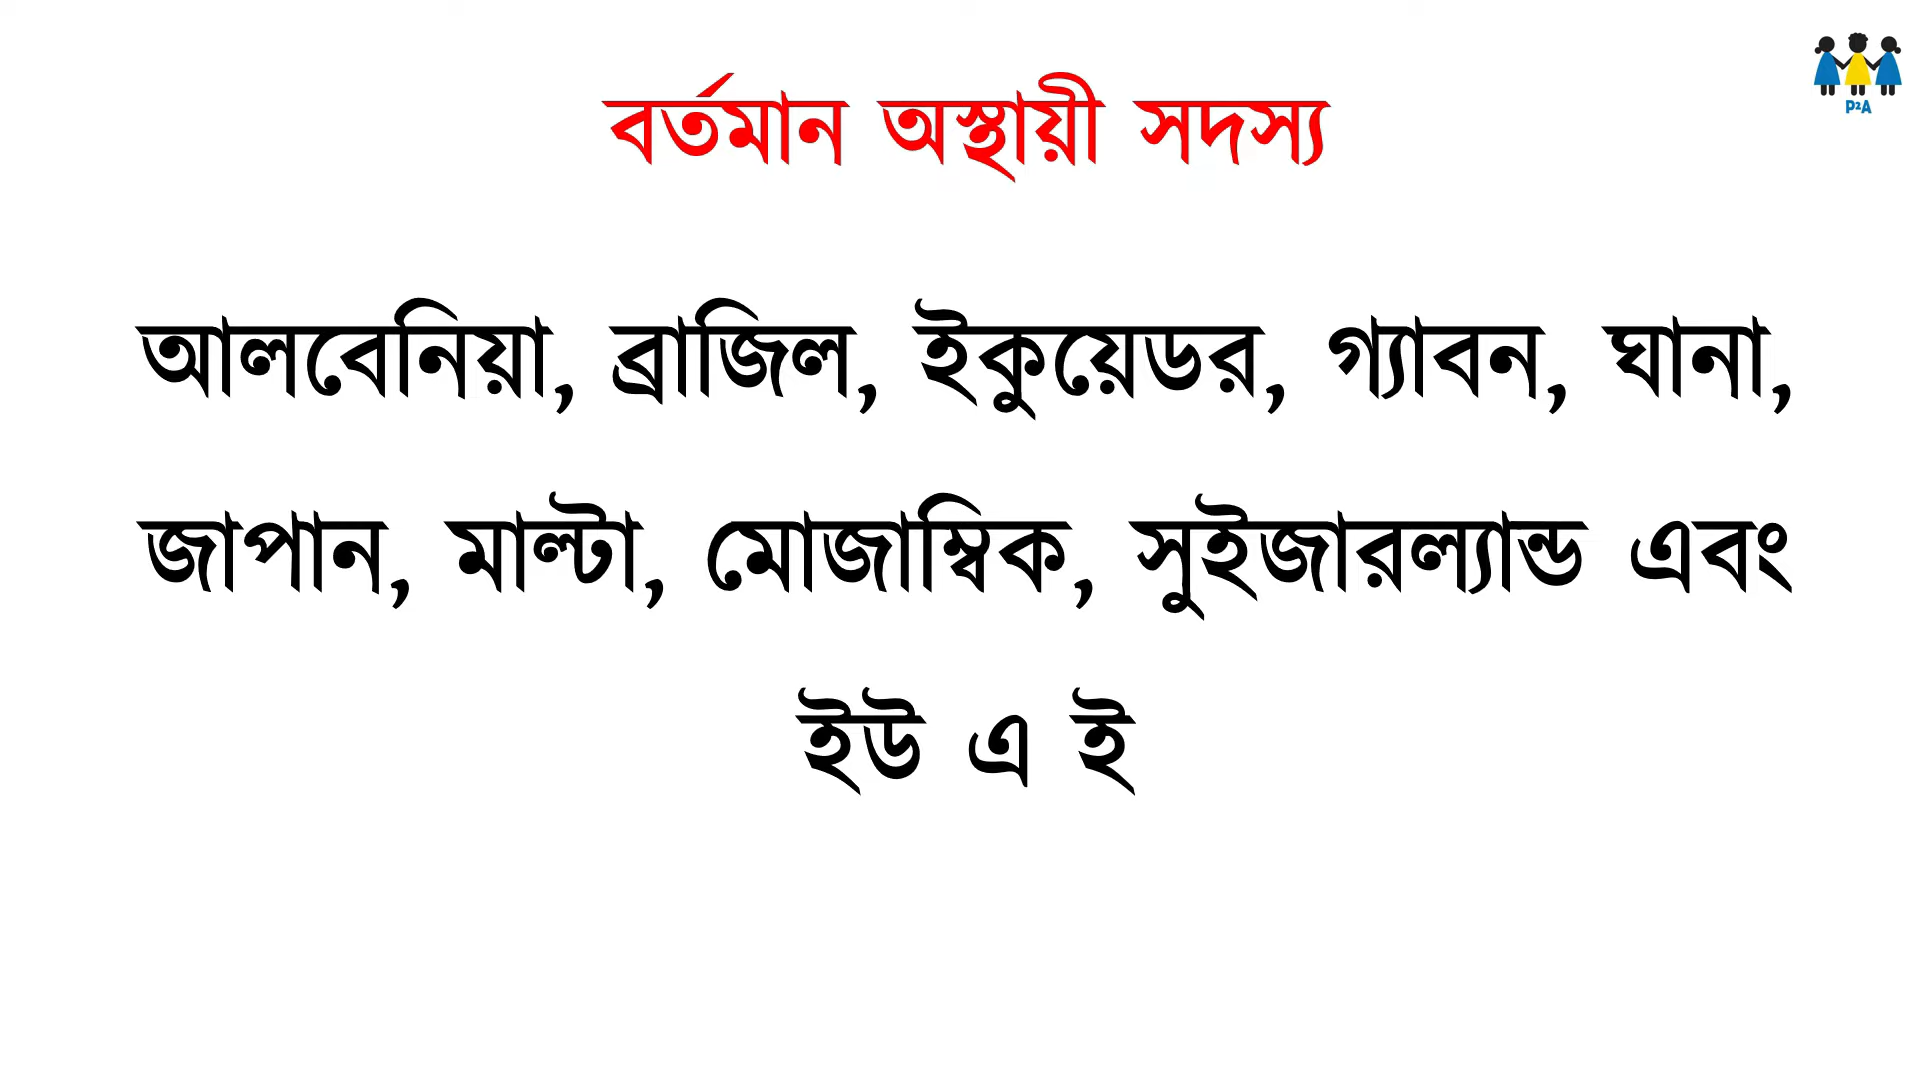 বর্তমান অস্থায়ী সদস্য
P²A
আলবেনিয়া, ব্রাজিল, ইকুয়েডর, গ্যাবন, ঘানা,
জাপান, মাল্টা, মোজাম্বিক, সুইজারল্যান্ড এবং
ইউ এ ই